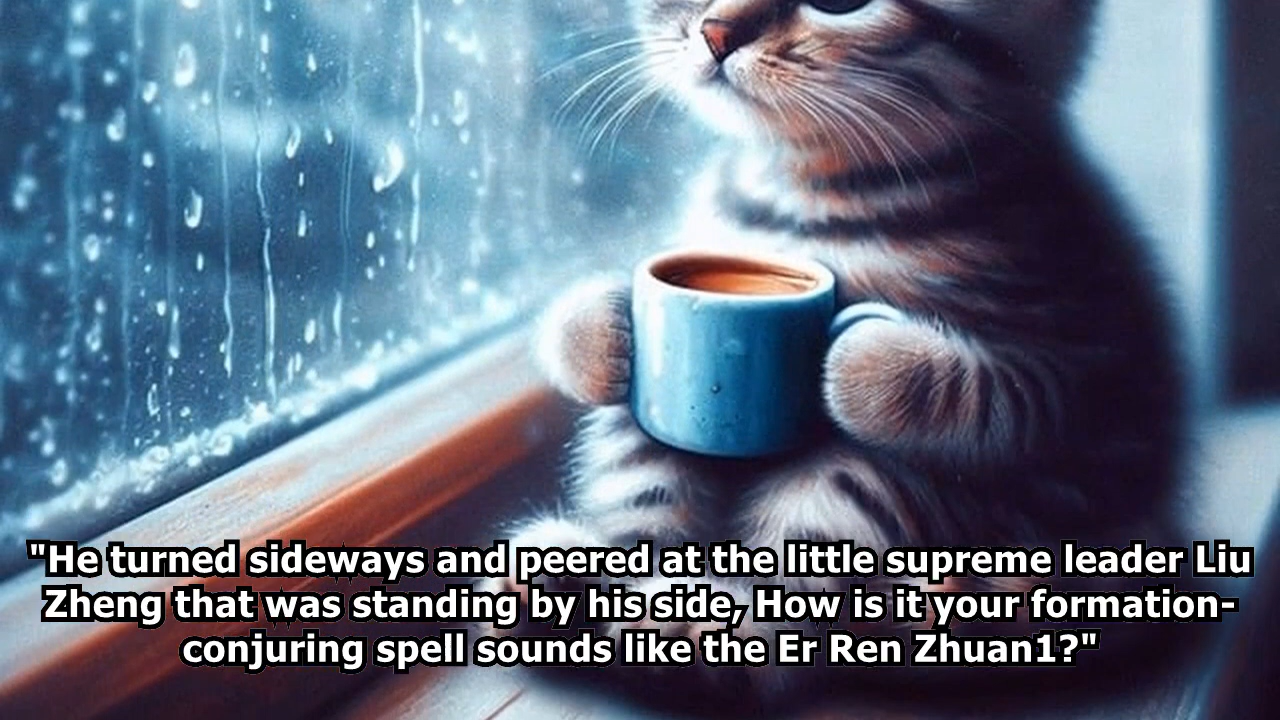 "He turned sideways and peered at the little supreme leader Liu
Zheng that was standing by his side, How is it your formation-
conjuring spell sounds like the Er Ren Zhuan1?"